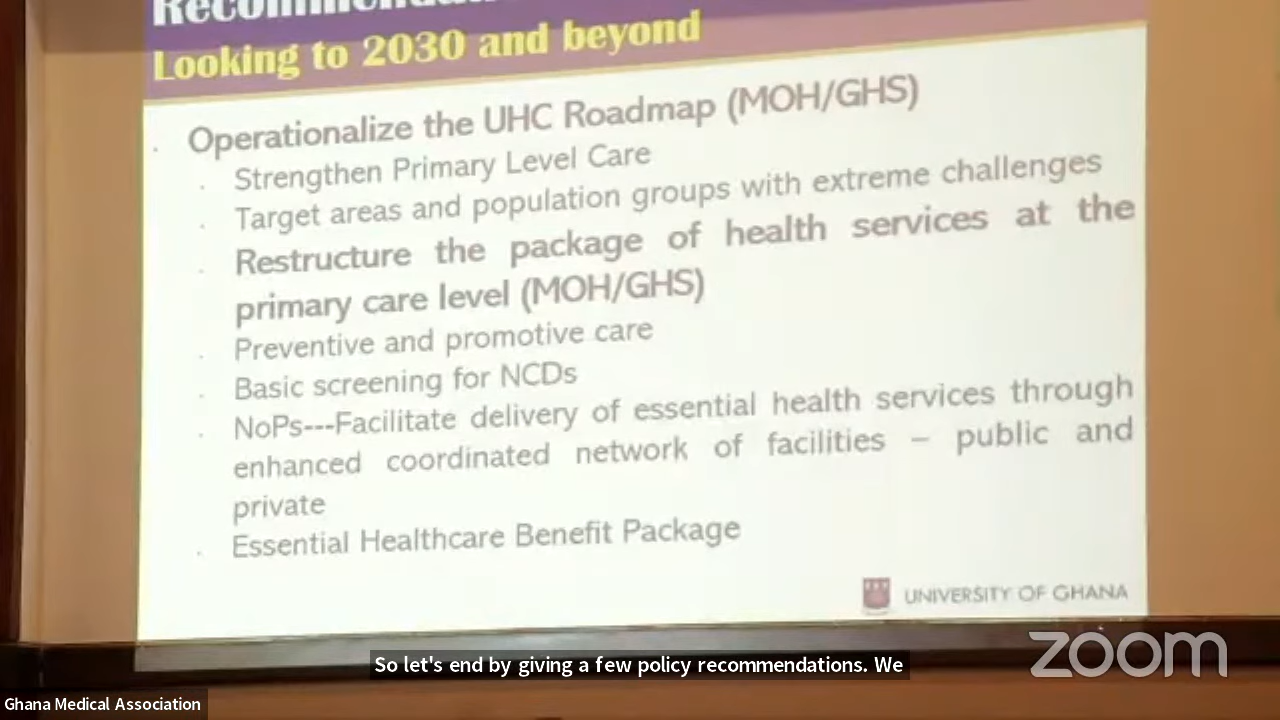 Looking to 2030 and beyond
Operationalize the UHC Roadmap (MOH/GHS)
Strengthen Primary Level Care
Target areas and population groups with extreme challenges
Restructure the package of health services at the
primary care level (MOH/GHS)
Preventive and promotive care
Basic screening for NCDs
NoPs---Facilitate delivery of essential health services through
enhanced coordinated network of facilities – public and
private
Essential Healthcare Benefit Package
UNIVERSITY OF GHANA
zoom
So let's end by giving a few policy recommendations. We
Ghana Medical Association